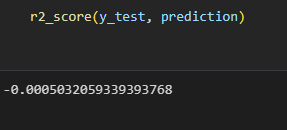 r2_score(y_test, prediction)
-0.0005032059339393768